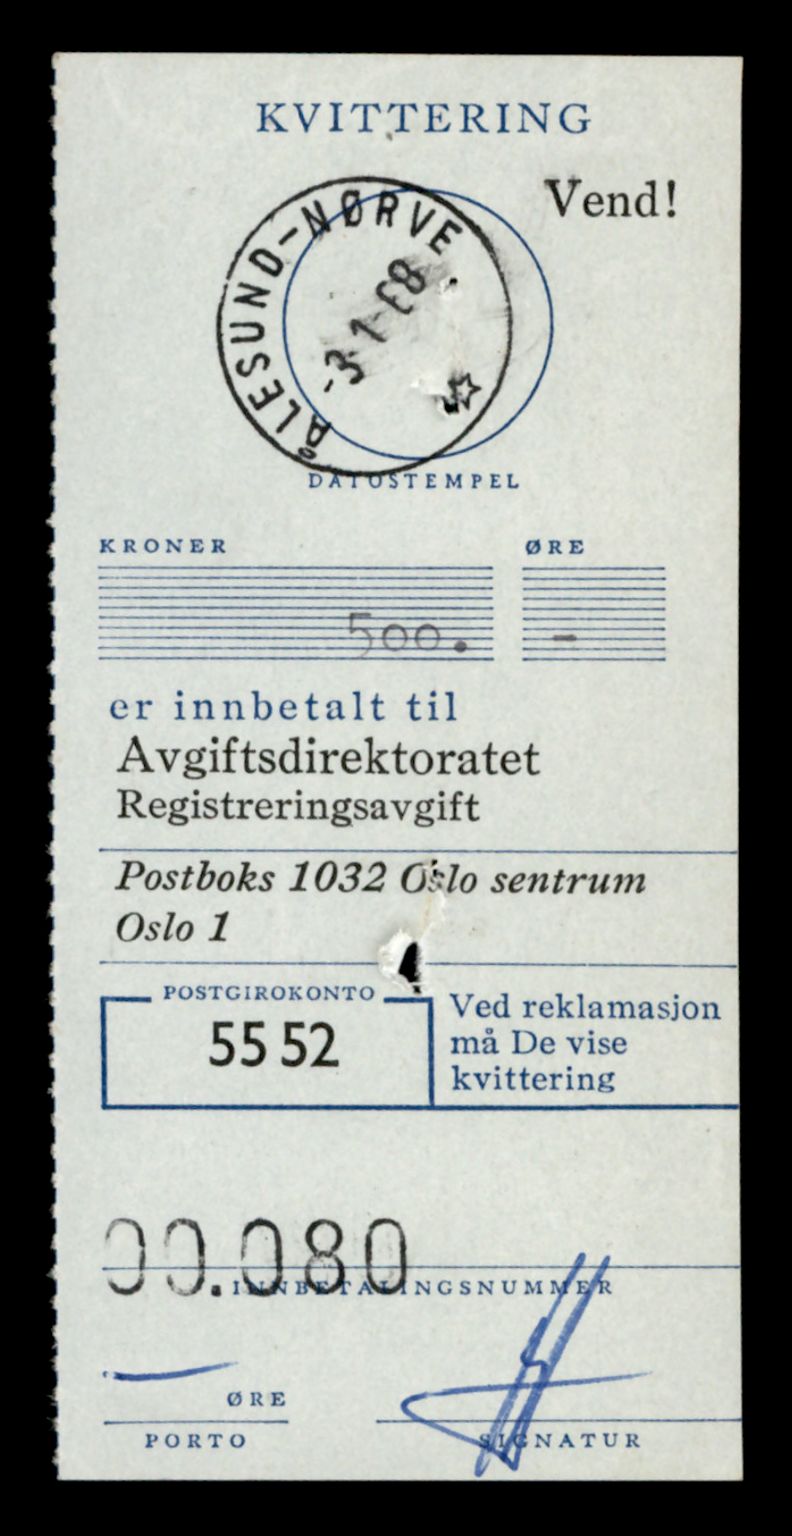 KVITTERING
Vend!
ÅLESUND-NØRVE
-3-1-68
DATOSTEMPEL
KRONER ØRE
500. -
er innbetalt til
Avgiftsdirektoratet
Registreringsavgift
Postboks 1032 Oslo sentrum
Oslo 1
POSTGIROKONTO
55 52
Ved reklamasjon
må De vise
kvittering
00.080
INNBETALINGSNUMMER
ØRE
PORTO SIGNATUR